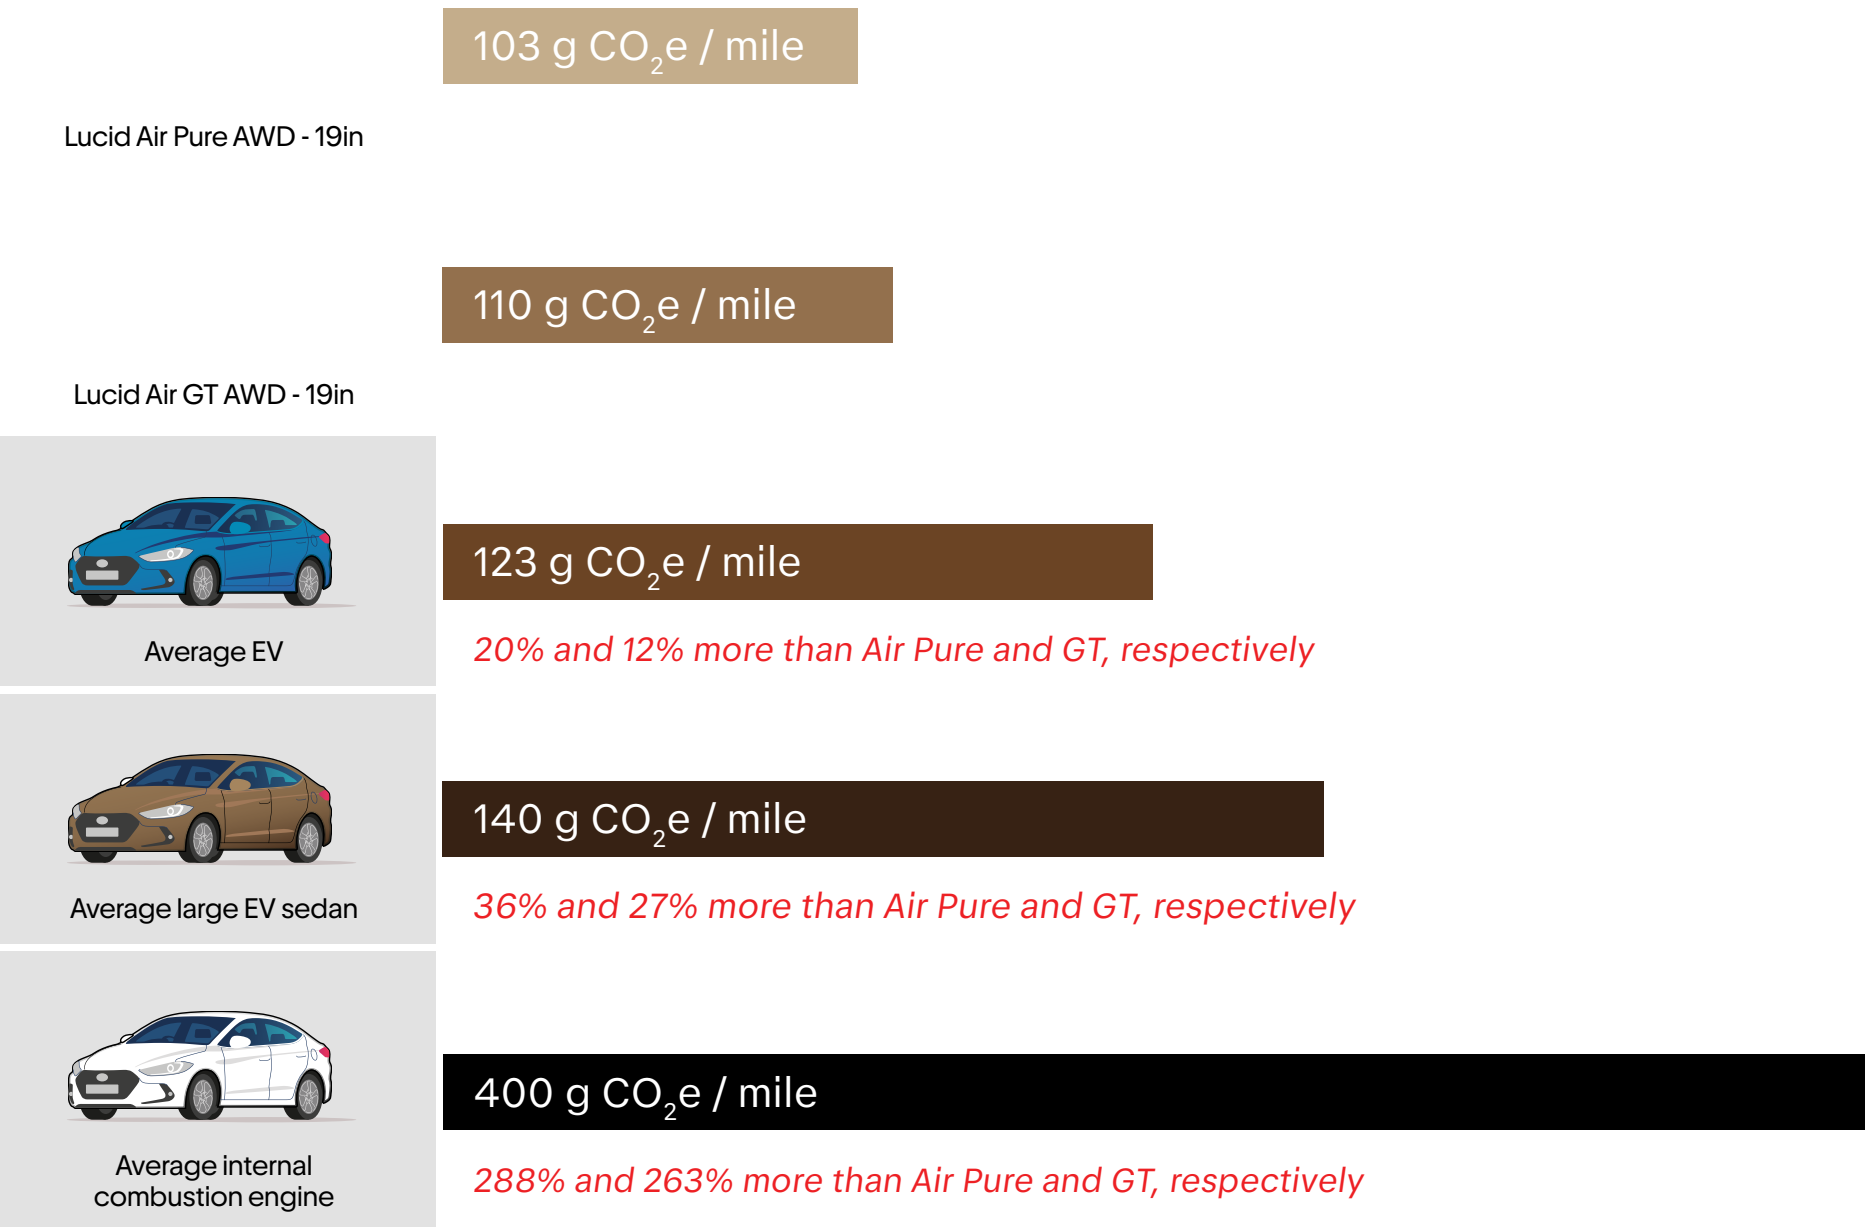 103 g CO₂e / mile
Lucid Air Pure AWD - 19in
110 g CO₂e / mile
Lucid Air GT AWD - 19in
123 g CO₂e / mile
20% and 12% more than Air Pure and GT, respectively
Average EV
140 g CO₂e / mile
36% and 27% more than Air Pure and GT, respectively
Average large EV sedan
400 g CO₂e / mile
288% and 263% more than Air Pure and GT, respectively
Average internal
combustion engine